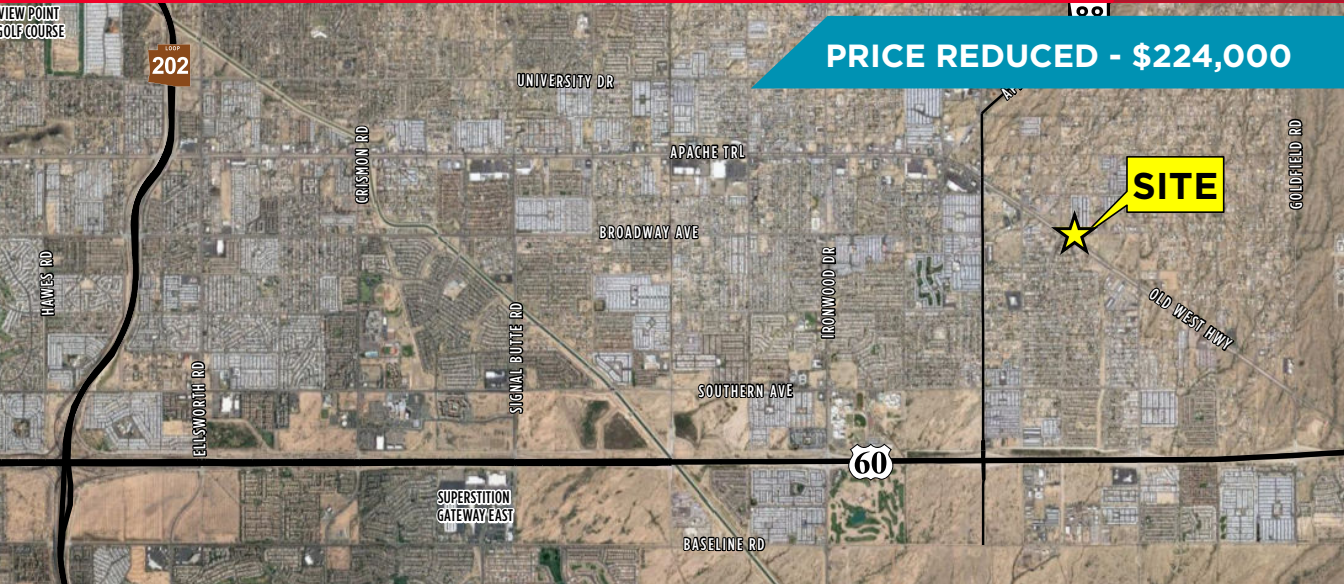 VIEW POINT
GOLF COURSE
88
LOOP
202
PRICE REDUCED - $224,000
UNIVERSITY DR
CRISMON RD
APACHE TRL
GOLDFIELD RD
SITE
BROADWAY AVE
HAWES RD
IRONWOOD DR
OLD WEST HWY
SIGNAL BUTTE RD
ELLSWORTH RD
SOUTHERN AVE
60
SUPERSTITION
GATEWAY EAST
BASELINE RD